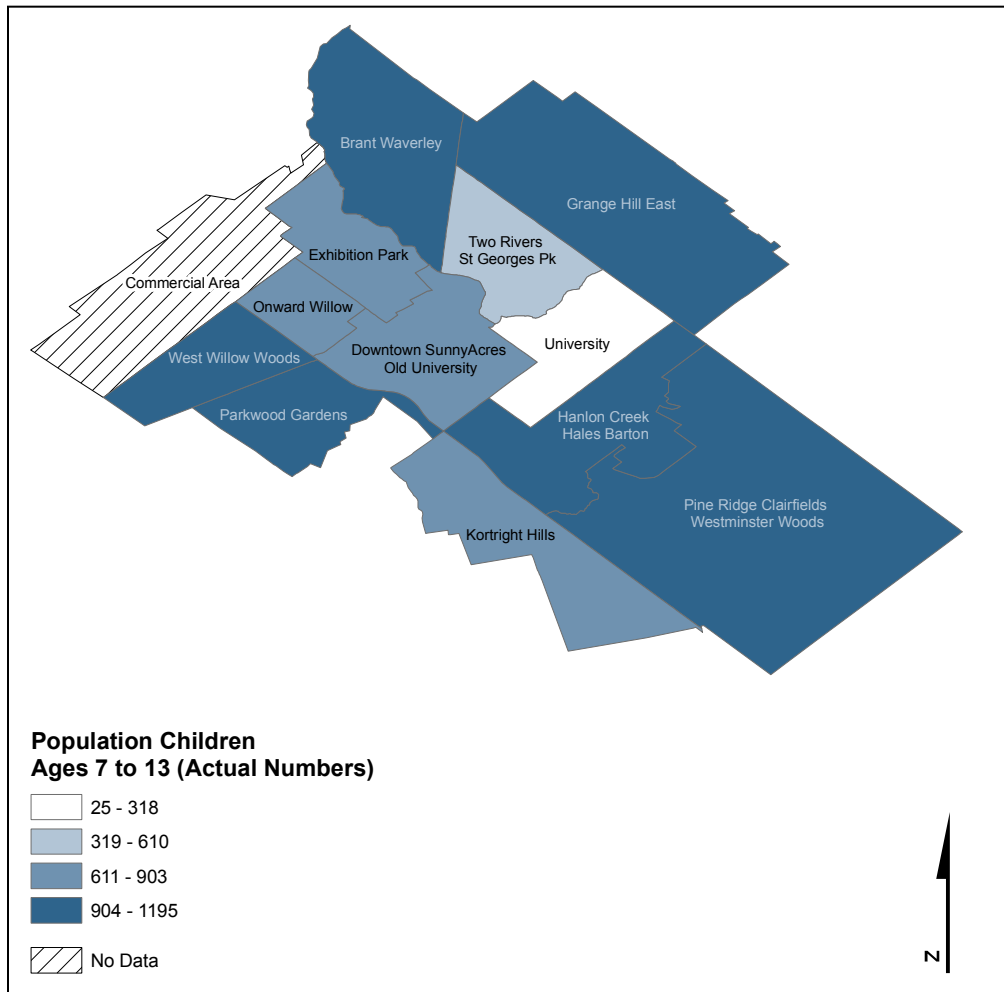 Brant Waverley
Grange Hill East
Two Rivers
St Georges Pk
Exhibition Park
Commercial Area
Onward Willow
University
Downtown SunnyAcres
Old University
West Willow Woods
Parkwood Gardens
Hanlon Creek
Hales Barton
Pine Ridge Clairfields
Westminster Woods
Kortright Hills
Population Children
Ages 7 to 13 (Actual Numbers)
25 - 318
319 - 610
611 - 903
904 - 1195
No Data
N